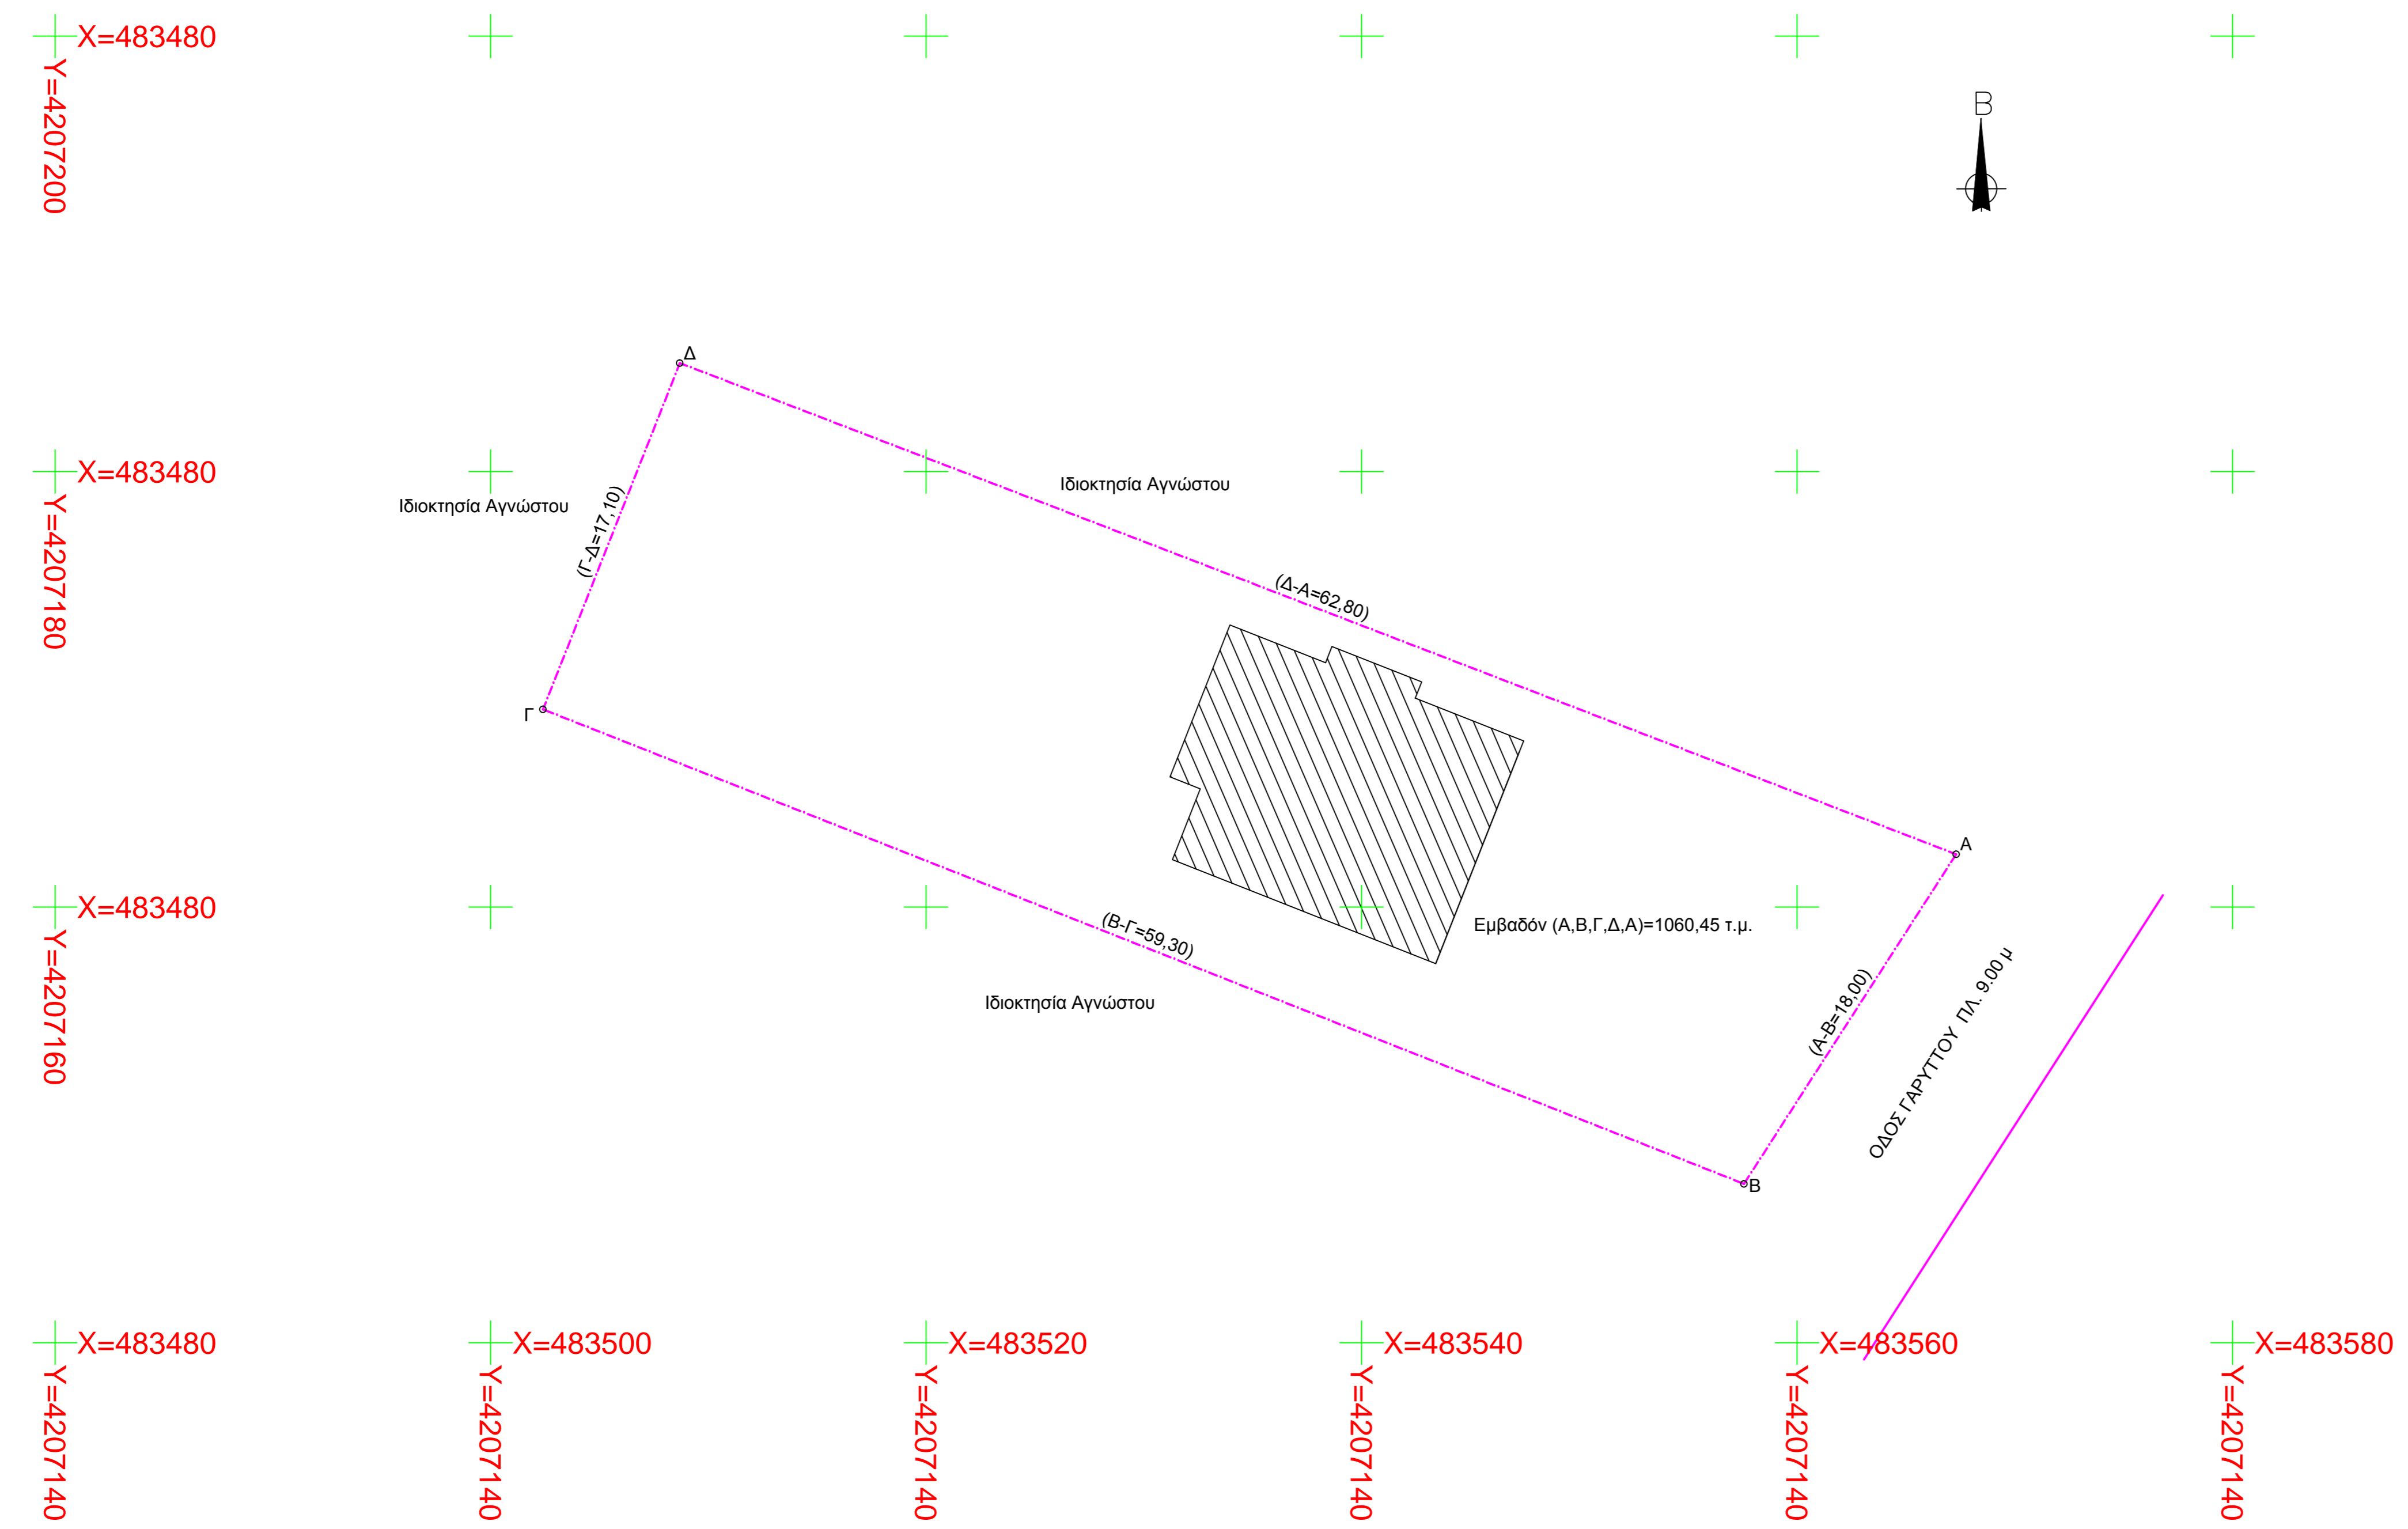 X=483480
Y=4207200
B
Δ
X=483480
Y=4207180
Ιδιοκτησία Αγνώστου
Ιδιοκτησία Αγνώστου
(Γ-Δ=17,10)
(Δ-Α=62,80)
Γ
Α
X=483480
Y=4207160
(Β-Γ=59,30)
Εμβαδόν (Α,Β,Γ,Δ,Α)=1060,45 τ.μ.
Ιδιοκτησία Αγνώστου
(Α-Β=18,00)
ΟΔΟΣ ΓΑΡΥΤΤΟΥ ΠΛ. 9.00 μ
Β
X=483480
X=483500
X=483520
X=483540
X=483560
X=483580
Y=4207140
Y=4207140
Y=4207140
Y=4207140
Y=4207140
Y=4207140